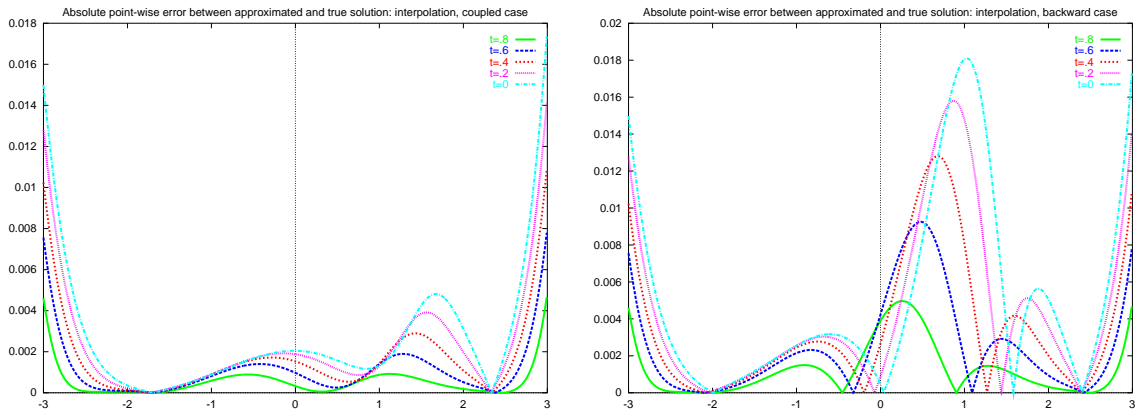 Absolute point-wise error between approximated and true solution: interpolation, coupled case
0.018
0.016
0.014
0.012
0.01
0.008
0.006
0.004
0.002
0
-3 -2 -1 0 1 2 3
t=.8
t=.6
t=.4
t=.2
t=0
Absolute point-wise error between approximated and true solution: interpolation, backward case
0.02
0.018
0.016
0.014
0.012
0.01
0.008
0.006
0.004
0.002
0
-3 -2 -1 0 1 2 3
t=.8
t=.6
t=.4
t=.2
t=0